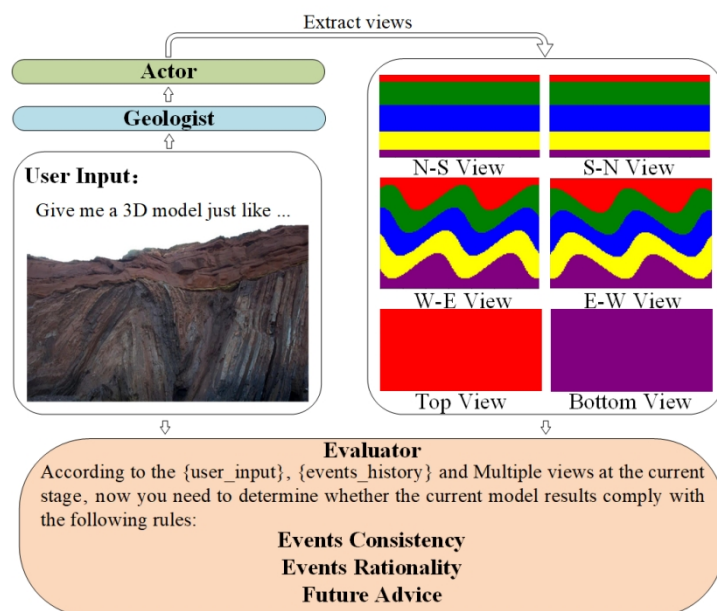 Extract views
Actor
Geologist
User Input：
Give me a 3D model just like ...
N-S View
S-N View
W-E View
E-W View
Top View
Bottom View
Evaluator
According to the {user_input}, {events_history} and Multiple views at the current
stage, now you need to determine whether the current model results comply with
the following rules:
Events Consistency
Events Rationality
Future Advice